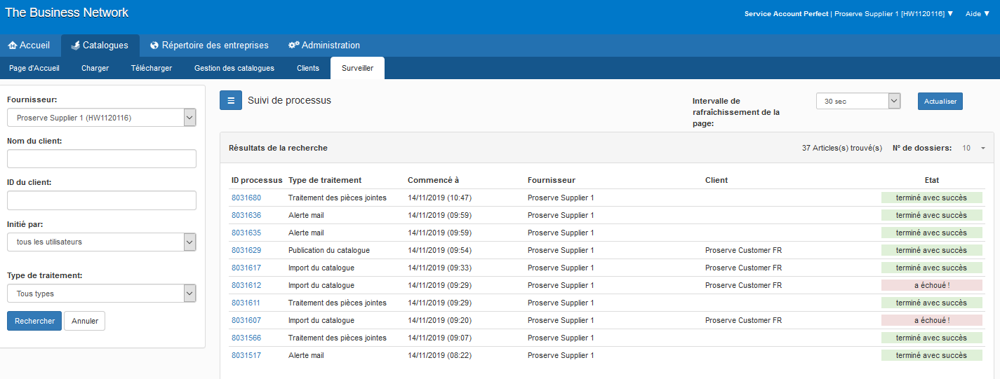 The Business Network
Service Account Perfect | Proserve Supplier 1 [HW1120116] ▼ Aide ▼
Accueil Catalogues Répertoire des entreprises Administration
Page d'Accueil Charger Télécharger Gestion des catalogues Clients Surveiller
Fournisseur:
Proserve Supplier 1 (HW1120116)
Nom du client:
ID du client:
Initié par:
tous les utilisateurs
Type de traitement:
Tous types
Rechercher Annuler
Suivi de processus
Intervalle de
rafraîchissement de la
page:
30 sec
Actualiser
Résultats de la recherche 37 Articles(s) trouvé(s) N° de dossiers: 10
ID processus Type de traitement Commencé à Fournisseur Client Etat
8031680 Traitement des pièces jointes 14/11/2019 (10:47) Proserve Supplier 1 terminé avec succès
8031636 Alerte mail 14/11/2019 (09:59) Proserve Supplier 1 terminé avec succès
8031635 Alerte mail 14/11/2019 (09:59) Proserve Supplier 1 terminé avec succès
8031629 Publication du catalogue 14/11/2019 (09:54) Proserve Supplier 1 Proserve Customer FR terminé avec succès
8031617 Import du catalogue 14/11/2019 (09:33) Proserve Supplier 1 Proserve Customer FR terminé avec succès
8031612 Import du catalogue 14/11/2019 (09:29) Proserve Supplier 1 Proserve Customer FR a échoué !
8031611 Traitement des pièces jointes 14/11/2019 (09:29) Proserve Supplier 1 terminé avec succès
8031607 Import du catalogue 14/11/2019 (09:20) Proserve Supplier 1 Proserve Customer FR a échoué !
8031566 Traitement des pièces jointes 14/11/2019 (09:07) Proserve Supplier 1 terminé avec succès
8031517 Alerte mail 14/11/2019 (08:22) Proserve Supplier 1 terminé avec succès